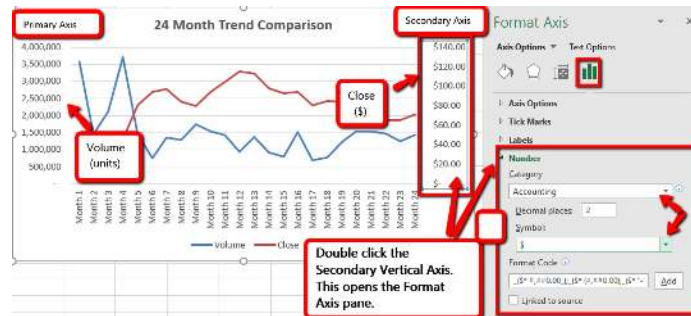 Primary Axis
24 Month Trend Comparison
Secondary Axis
4,000,000
3,500,000
3,000,000
2,500,000
2,000,000
1,500,000
1,000,000
500,000
-
Volume
(units)
Close
($)
$140.00
$120.00
$100.00
$80.00
$60.00
$40.00
$20.00
$-
Month 1
Month 2
Month 3
Month 4
Month 5
Month 6
Month 7
Month 8
Month 9
Month 10
Month 11
Month 12
Month 13
Month 14
Month 15
Month 16
Month 17
Month 18
Month 19
Month 20
Month 21
Month 22
Month 23
Month 24
Volume Close
Double click the
Secondary Vertical Axis.
This opens the Format
Axis pane.
Format Axis
Axis Options Text Options
Axis Options
Tick Marks
Labels
Number
Category
Accounting
Decimal places: 2
Symbol:
$
Format Code
Add
Linked to source